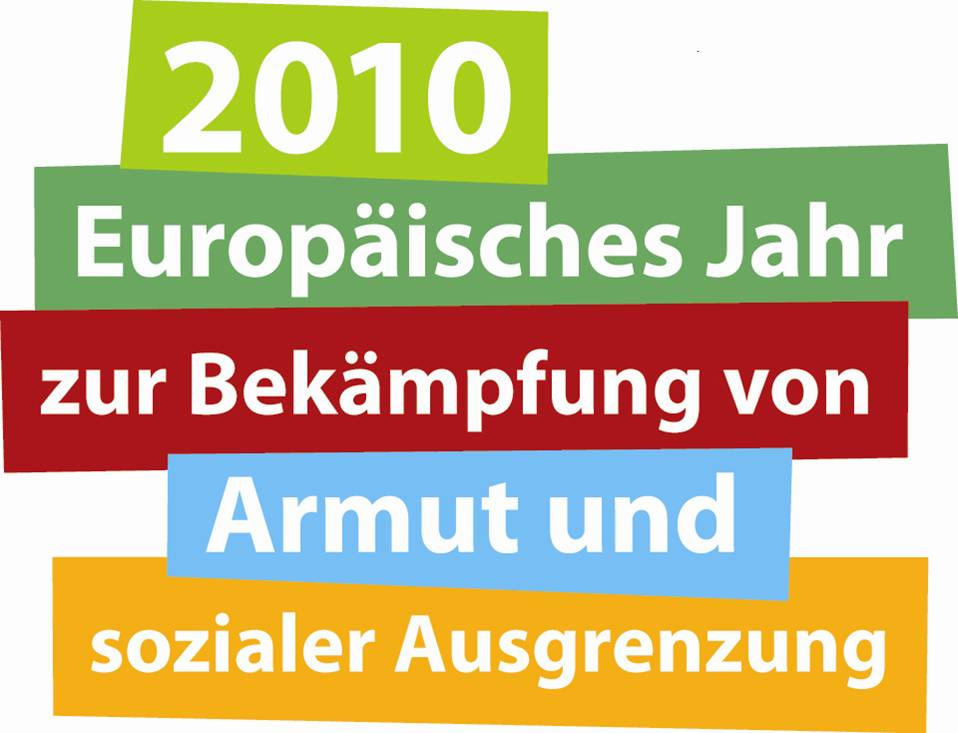 2010
Europäisches Jahr
zur Bekämpfung von
Armut und
sozialer Ausgrenzung